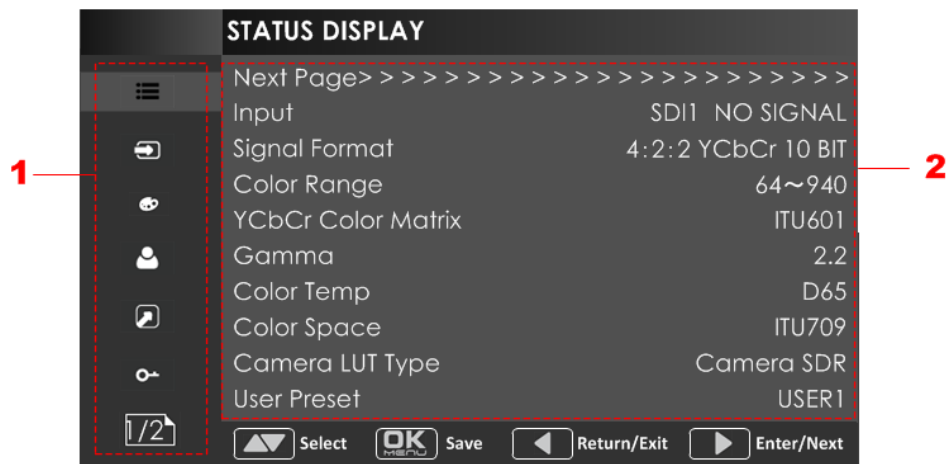 STATUS DISPLAY
Next Page> > > > > > > > > > > > > > > > > > > > > > > >
Input SDI1 NO SIGNAL
Signal Format 4:2:2 YCbCr 10 BIT
Color Range 64～940
YCbCr Color Matrix ITU601
Gamma 2.2
Color Temp D65
Color Space ITU709
Camera LUT Type Camera SDR
User Preset USER1
1/2
Select OK MENU Save Return/Exit Enter/Next
1
2